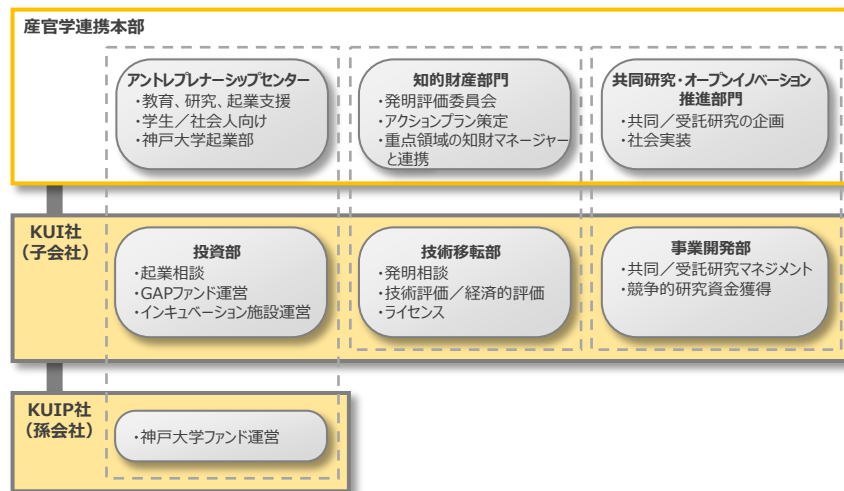 産官学連携本部
アントレプレナーシップセンター
・教育、研究、起業支援
・学生／社会人向け
・神戸大学起業部
知的財産部門
・発明評価委員会
・アクションプラン策定
・重点領域の知財マネージャー
と連携
共同研究・オープンイノベーション
推進部門
・共同／受託研究の企画
・社会実装
KUI社
（子会社）
投資部
・起業相談
・GAPファンド運営
・インキュベーション施設運営
技術移転部
・発明相談
・技術評価／経済的評価
・ライセンス
事業開発部
・共同／受託研究マネジメント
・競争的研究資金獲得
KUIP社
（孫会社）
・神戸大学ファンド運営